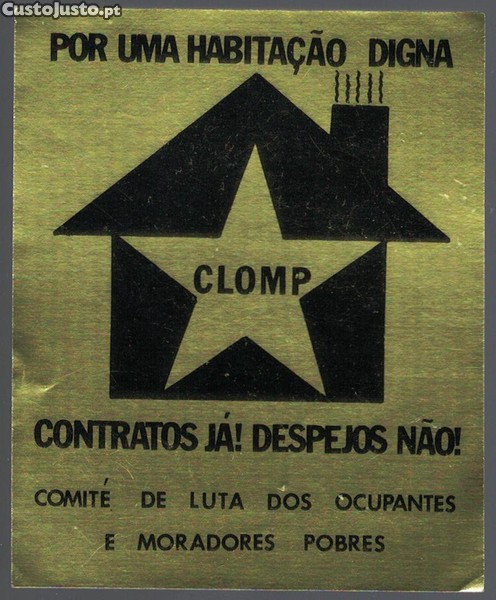 CustoJusto.pt
POR UMA HABITAÇÃO DIGNA
CLOMP
CONTRATOS JÁ! DESPEJOS NÃO!
COMITÉ DE LUTA DOS OCUPANTES
E MORADORES POBRES